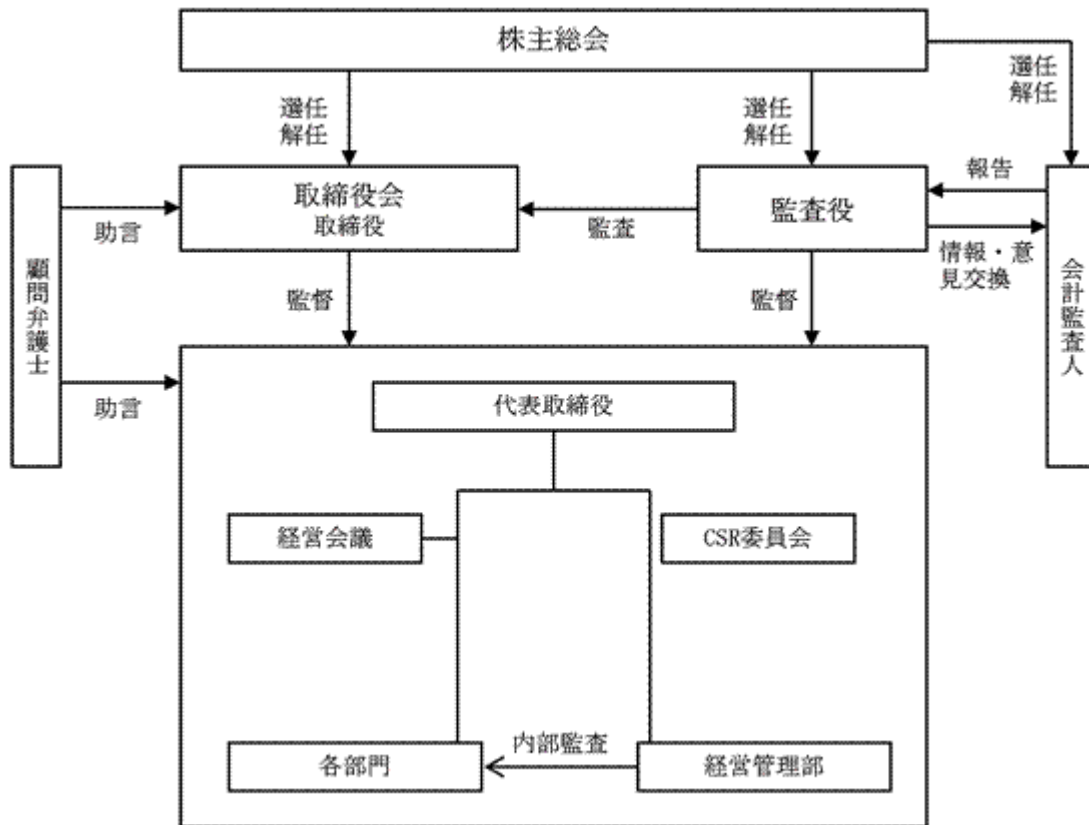 株主総会
選任
解任
選任
解任
選任
解任
取締役会
取締役
監査役
報告
助言
監査
情報・意
見交換
顧問弁護士
会計監査人
監督
監督
助言
代表取締役
経営会議
CSR委員会
内部監査
各部門
経営管理部